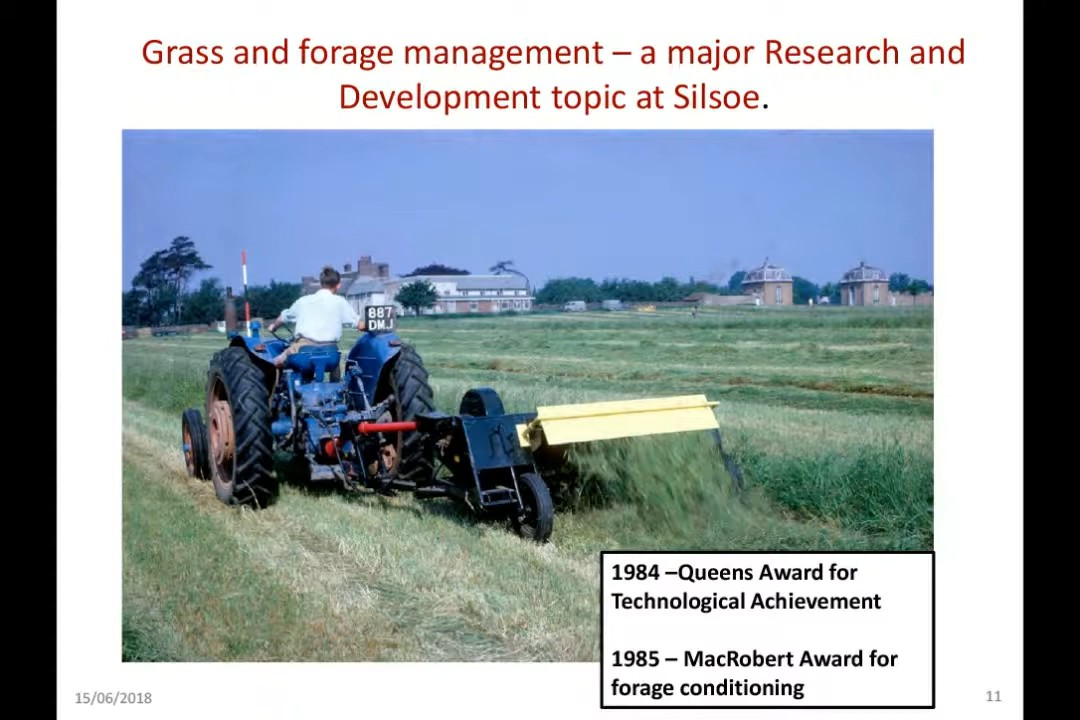 Grass and forage management – a major Research and
Development topic at Silsoe.
887
DMJ
1984 –Queens Award for
Technological Achievement
1985 – MacRobert Award for
forage conditioning
15/06/2018
11